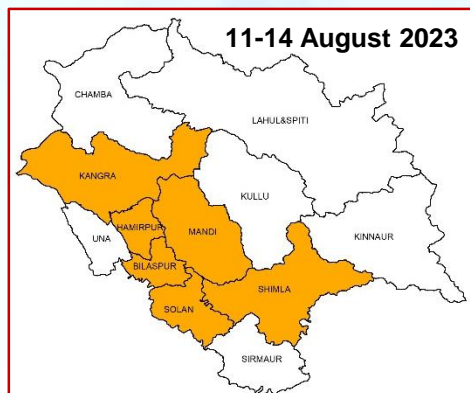 11-14 August 2023
CHAMBA
LAHUL&SPITI
KANGRA
KULLU
HAMIRPUR
MANDI
UNA
KINNAUR
BILASPUR
SHIMLA
SOLAN
SIRMAUR